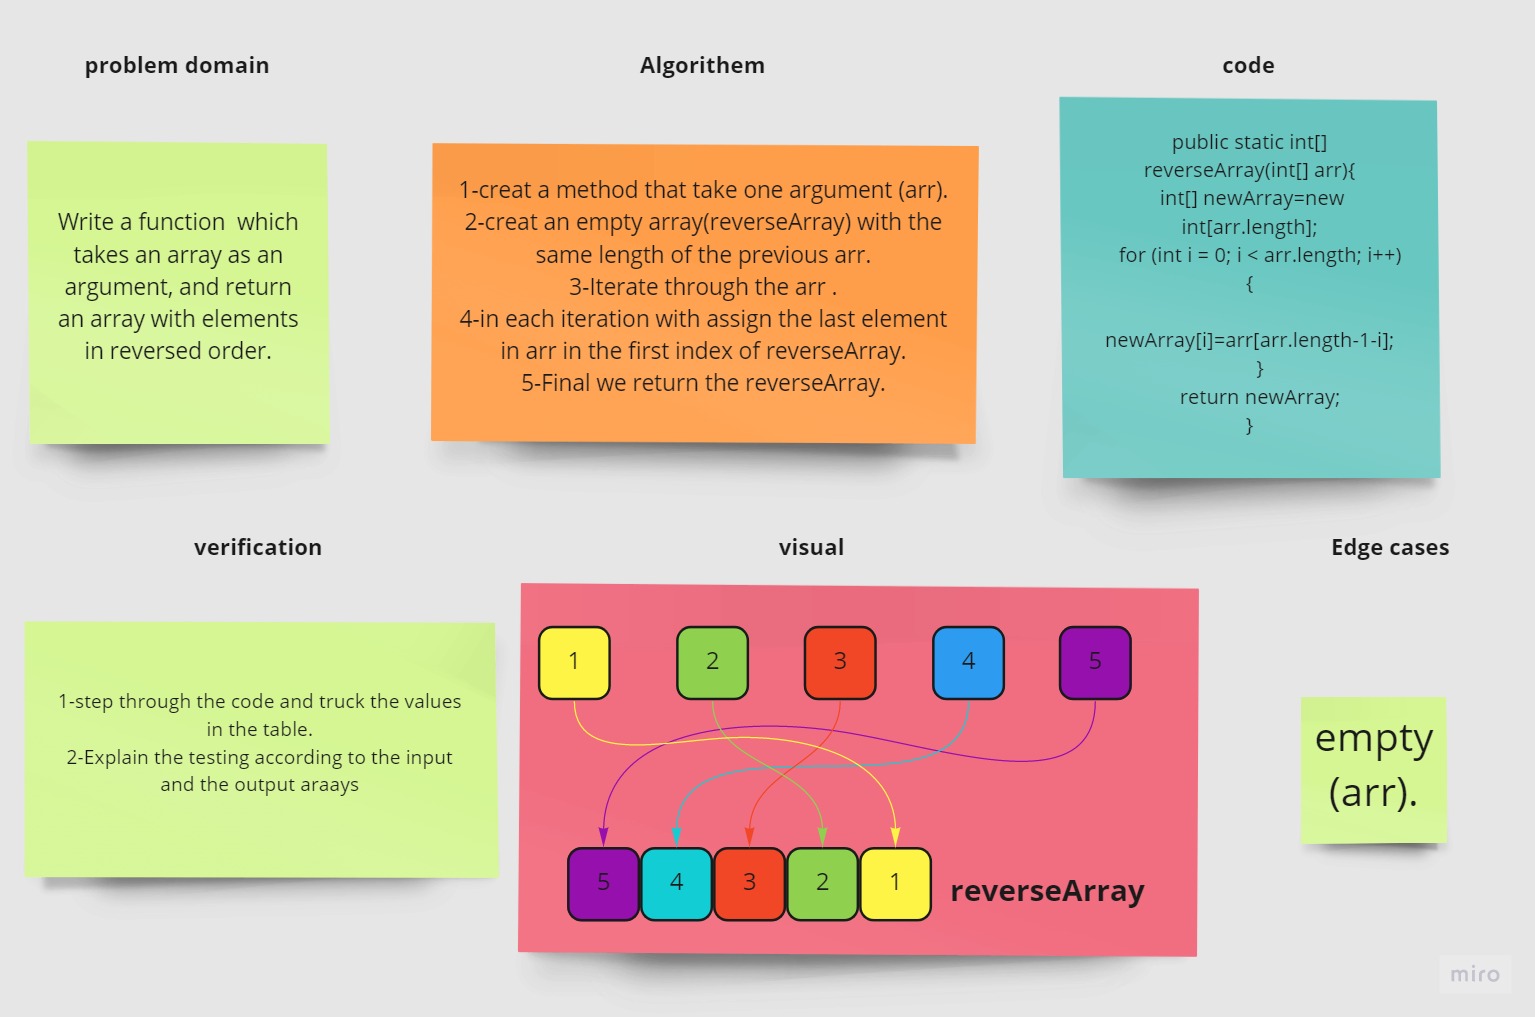 problem domain
Write a function  which
takes an array as an
argument, and return
an array with elements
in reversed order.
Algorithem
1-creat a method that take one argument (arr).
2-creat an empty array(reverseArray) with the
same length of the previous arr.
3-Iterate through the arr .
4-in each iteration with assign the last element
in arr in the first index of reverseArray.
5-Final we return the reverseArray.
code
public static int[]
reverseArray(int[] arr){
int[] newArray=new
int[arr.length];
for (int i = 0; i < arr.length; i++)
{
newArray[i]=arr[arr.length-1-i];
}
return newArray;
}
verification
1-step through the code and truck the values
in the table.
2-Explain the testing according to the input
and the output araays
visual
1 2 3 4 5
5 4 3 2 1
reverseArray
Edge cases
empty
(arr).
miro